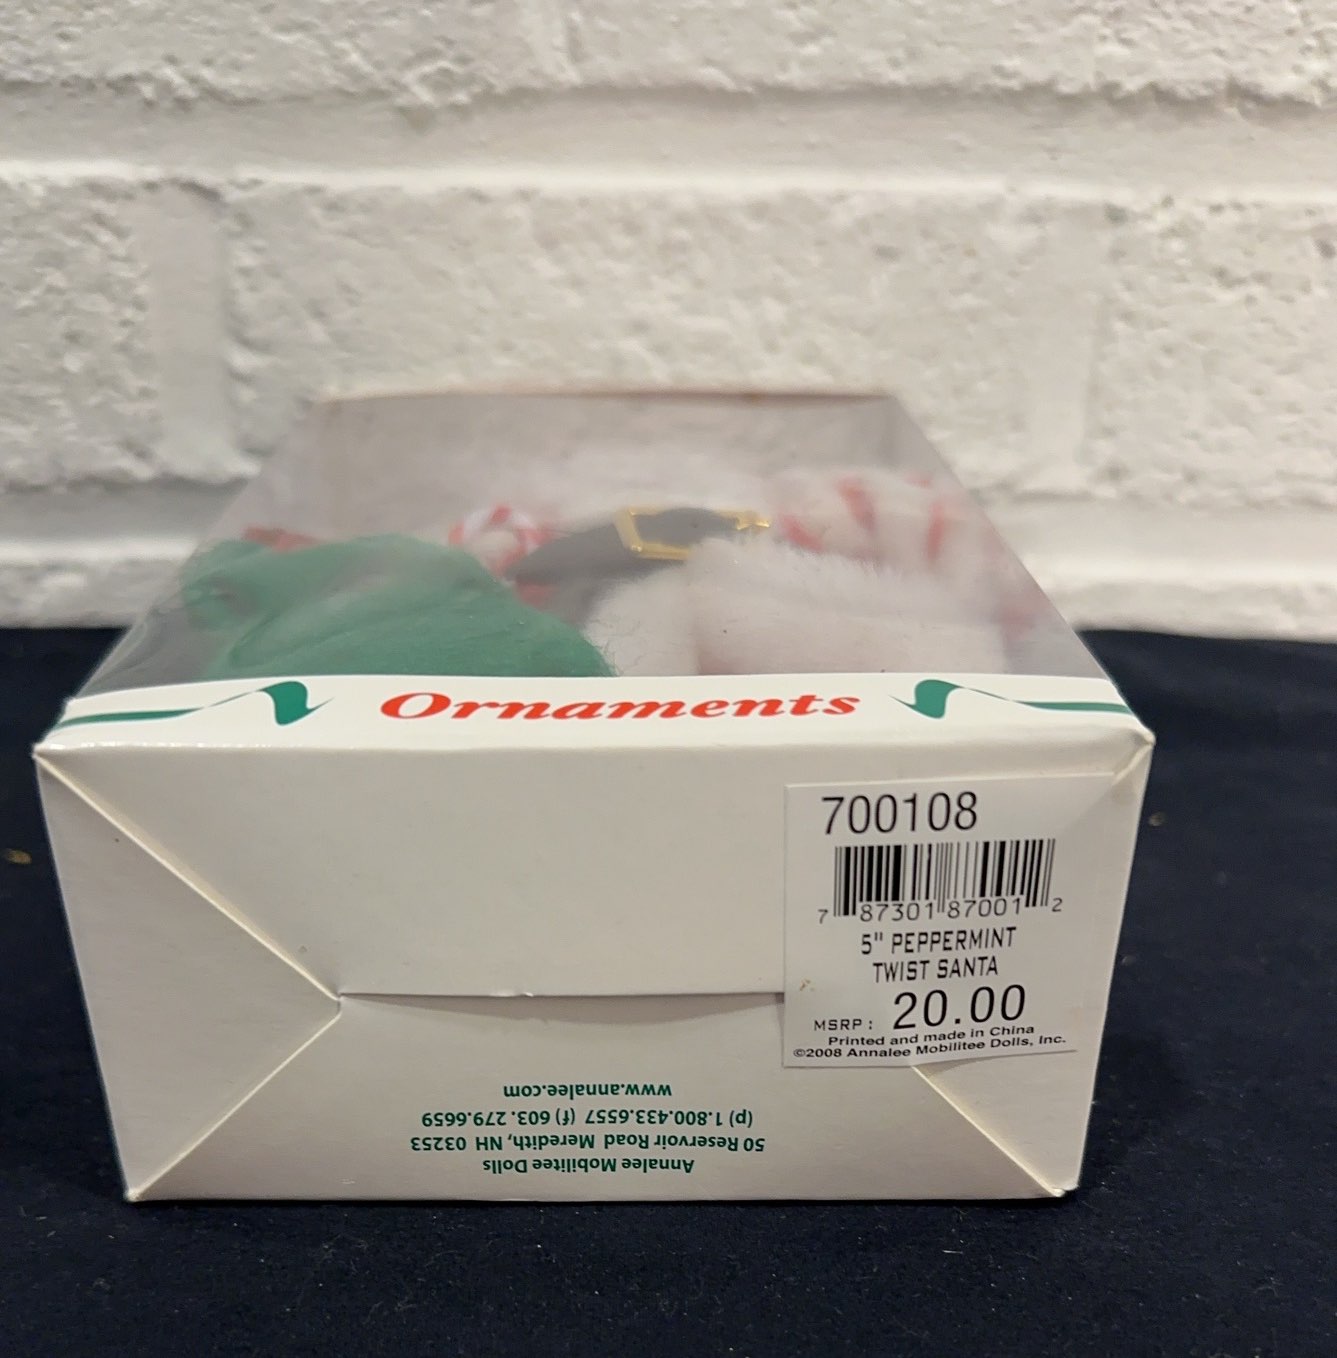 Ornaments
700108
7 87301 87001 2
5" PEPPERMINT
TWIST SANTA
MSRP: 20.00
Printed and made in China
©2008 Annalee Mobilitee Dolls, Inc.
Annalee Mobilitee Dolls
50 Reservoir Road Meredith, NH 03253
(p) 1.800.433.6557 (f) 603. 279.6659
www.annalee.com